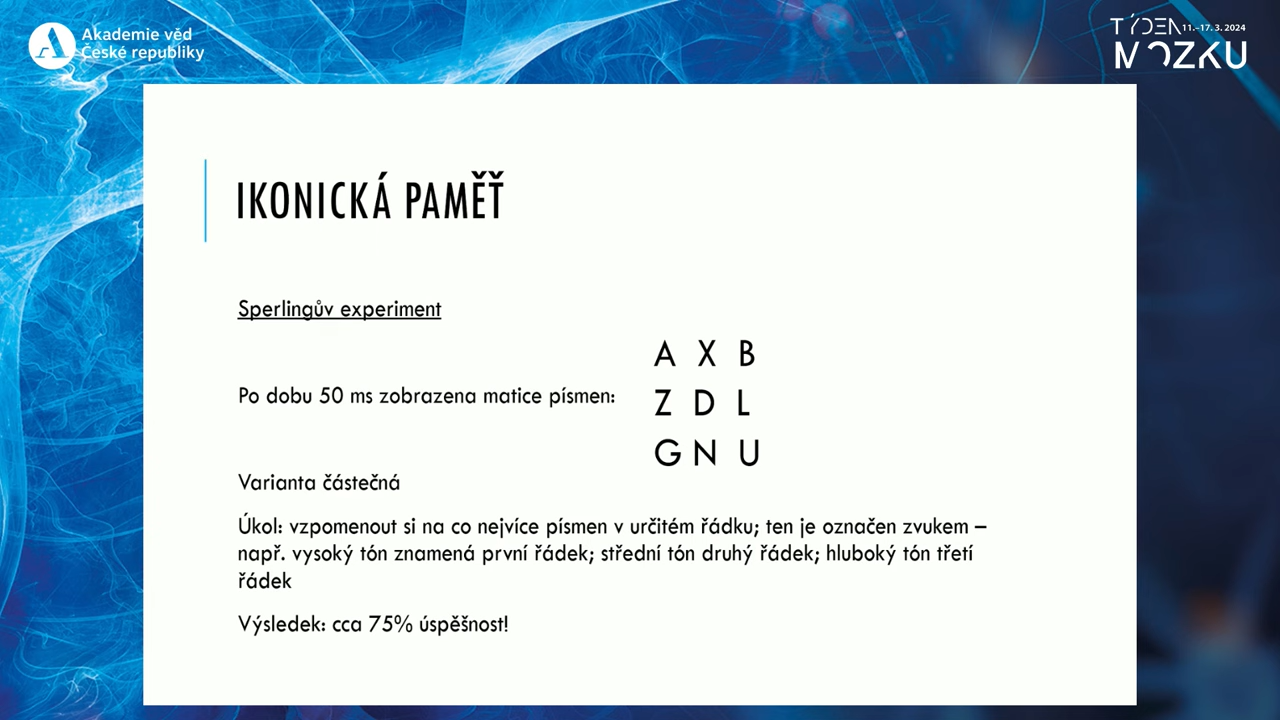 Akademie věd
České republiky
TÝDEN 11.–17. 3. 2024
MOZKU
IKONICKÁ PAMĚŤ
Sperlingův experiment
A X B
Po dobu 50 ms zobrazena matice písmen:
Z D L
G N U
Varianta částečná
Úkol: vzpomenout si na co nejvíce písmen v určitém řádku; ten je označen zvukem –
např. vysoký tón znamená první řádek; střední tón druhý řádek; hluboký tón třetí
řádek
Výsledek: cca 75% úspěšnost!